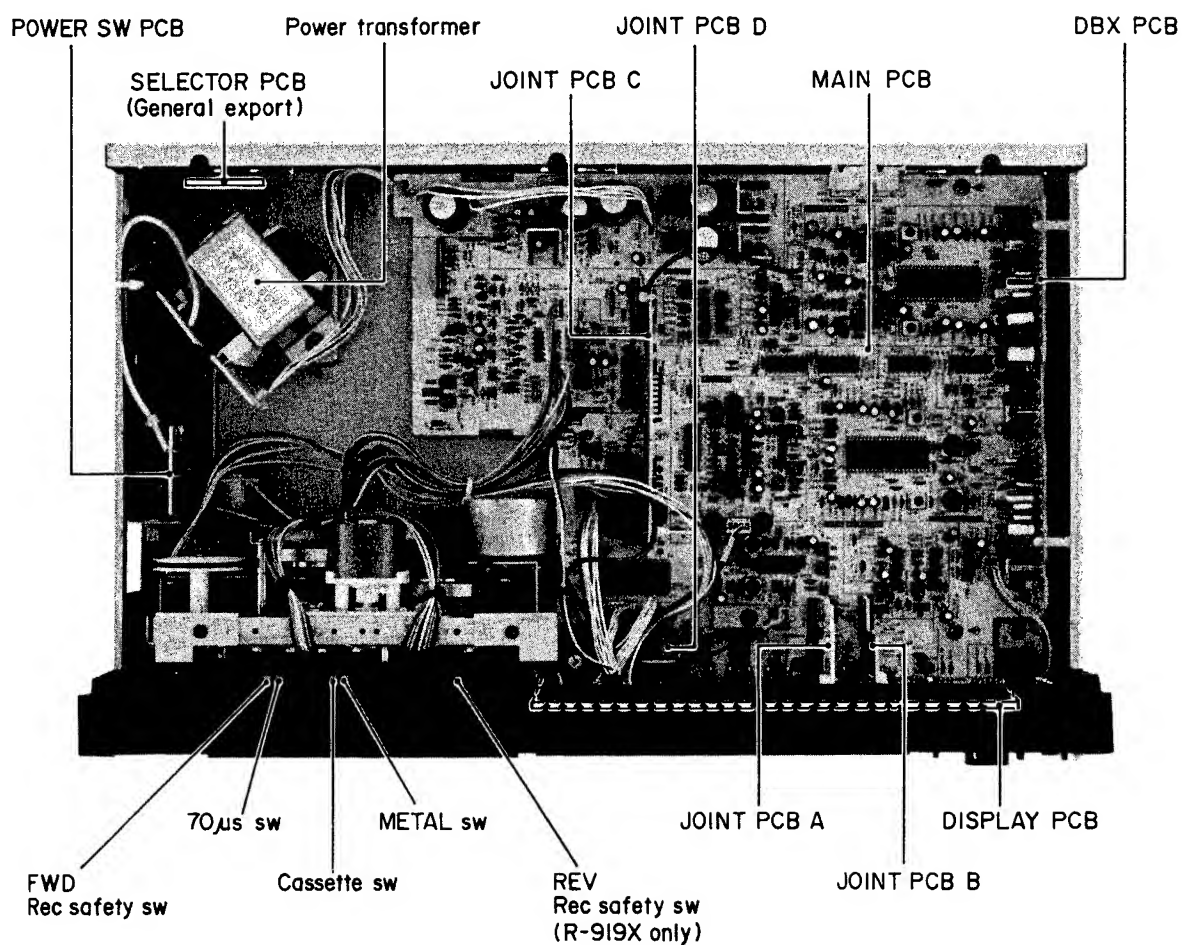 POWER SW PCB
Power transformer
JOINT PCB D
DBX PCB
SELECTOR PCB
(General export)
JOINT PCB C
MAIN PCB
70μs sw
METAL sw
JOINT PCB A
DISPLAY PCB
FWD
Rec safety sw
Cassette sw
REV
Rec safety sw
(R-919X only)
JOINT PCB B